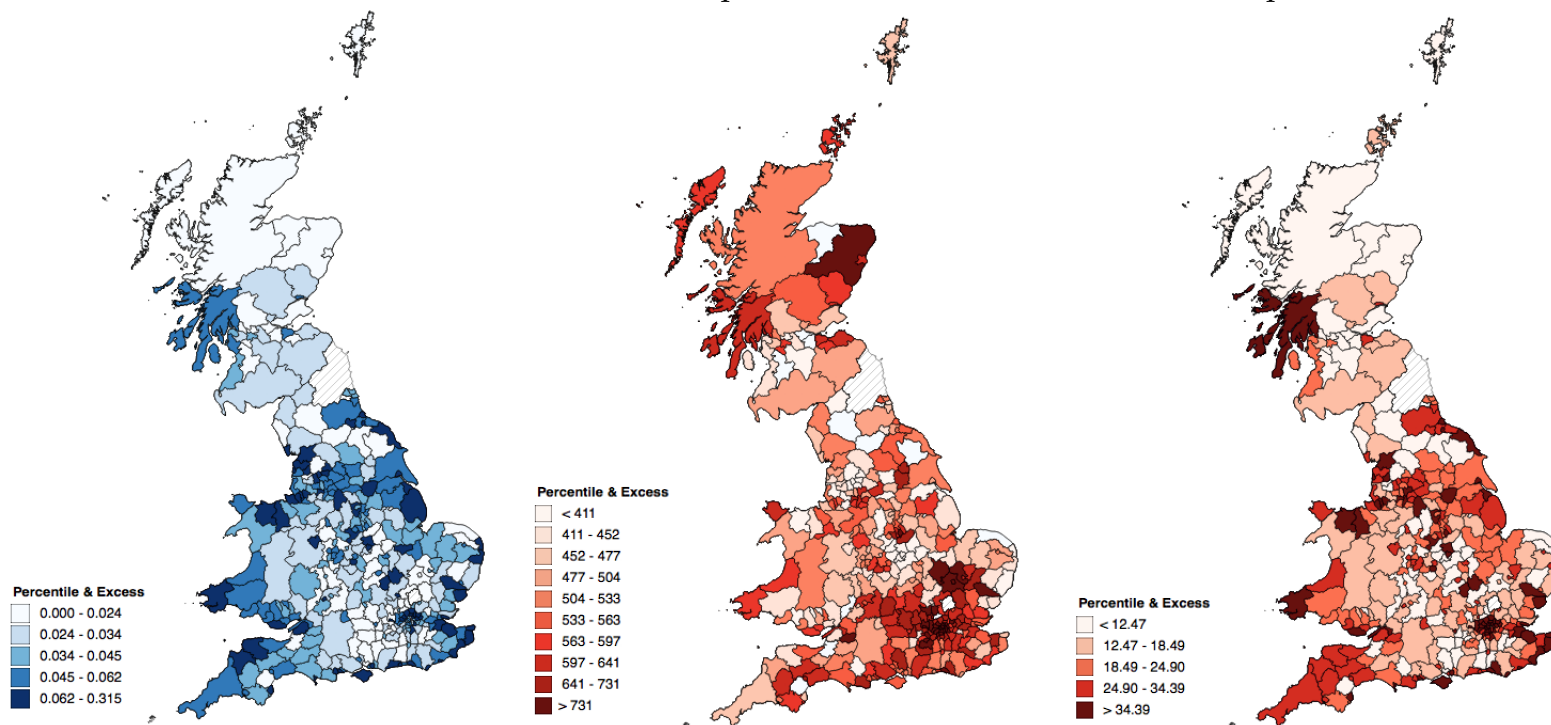 Percentile & Excess
0.000 - 0.024
0.024 - 0.034
0.034 - 0.045
0.045 - 0.062
0.062 - 0.315
Percentile & Excess
< 411
411 - 452
452 - 477
477 - 504
504 - 533
533 - 563
563 - 597
597 - 641
641 - 731
> 731
Percentile & Excess
< 12.47
12.47 - 18.49
18.49 - 24.90
24.90 - 34.39
> 34.39